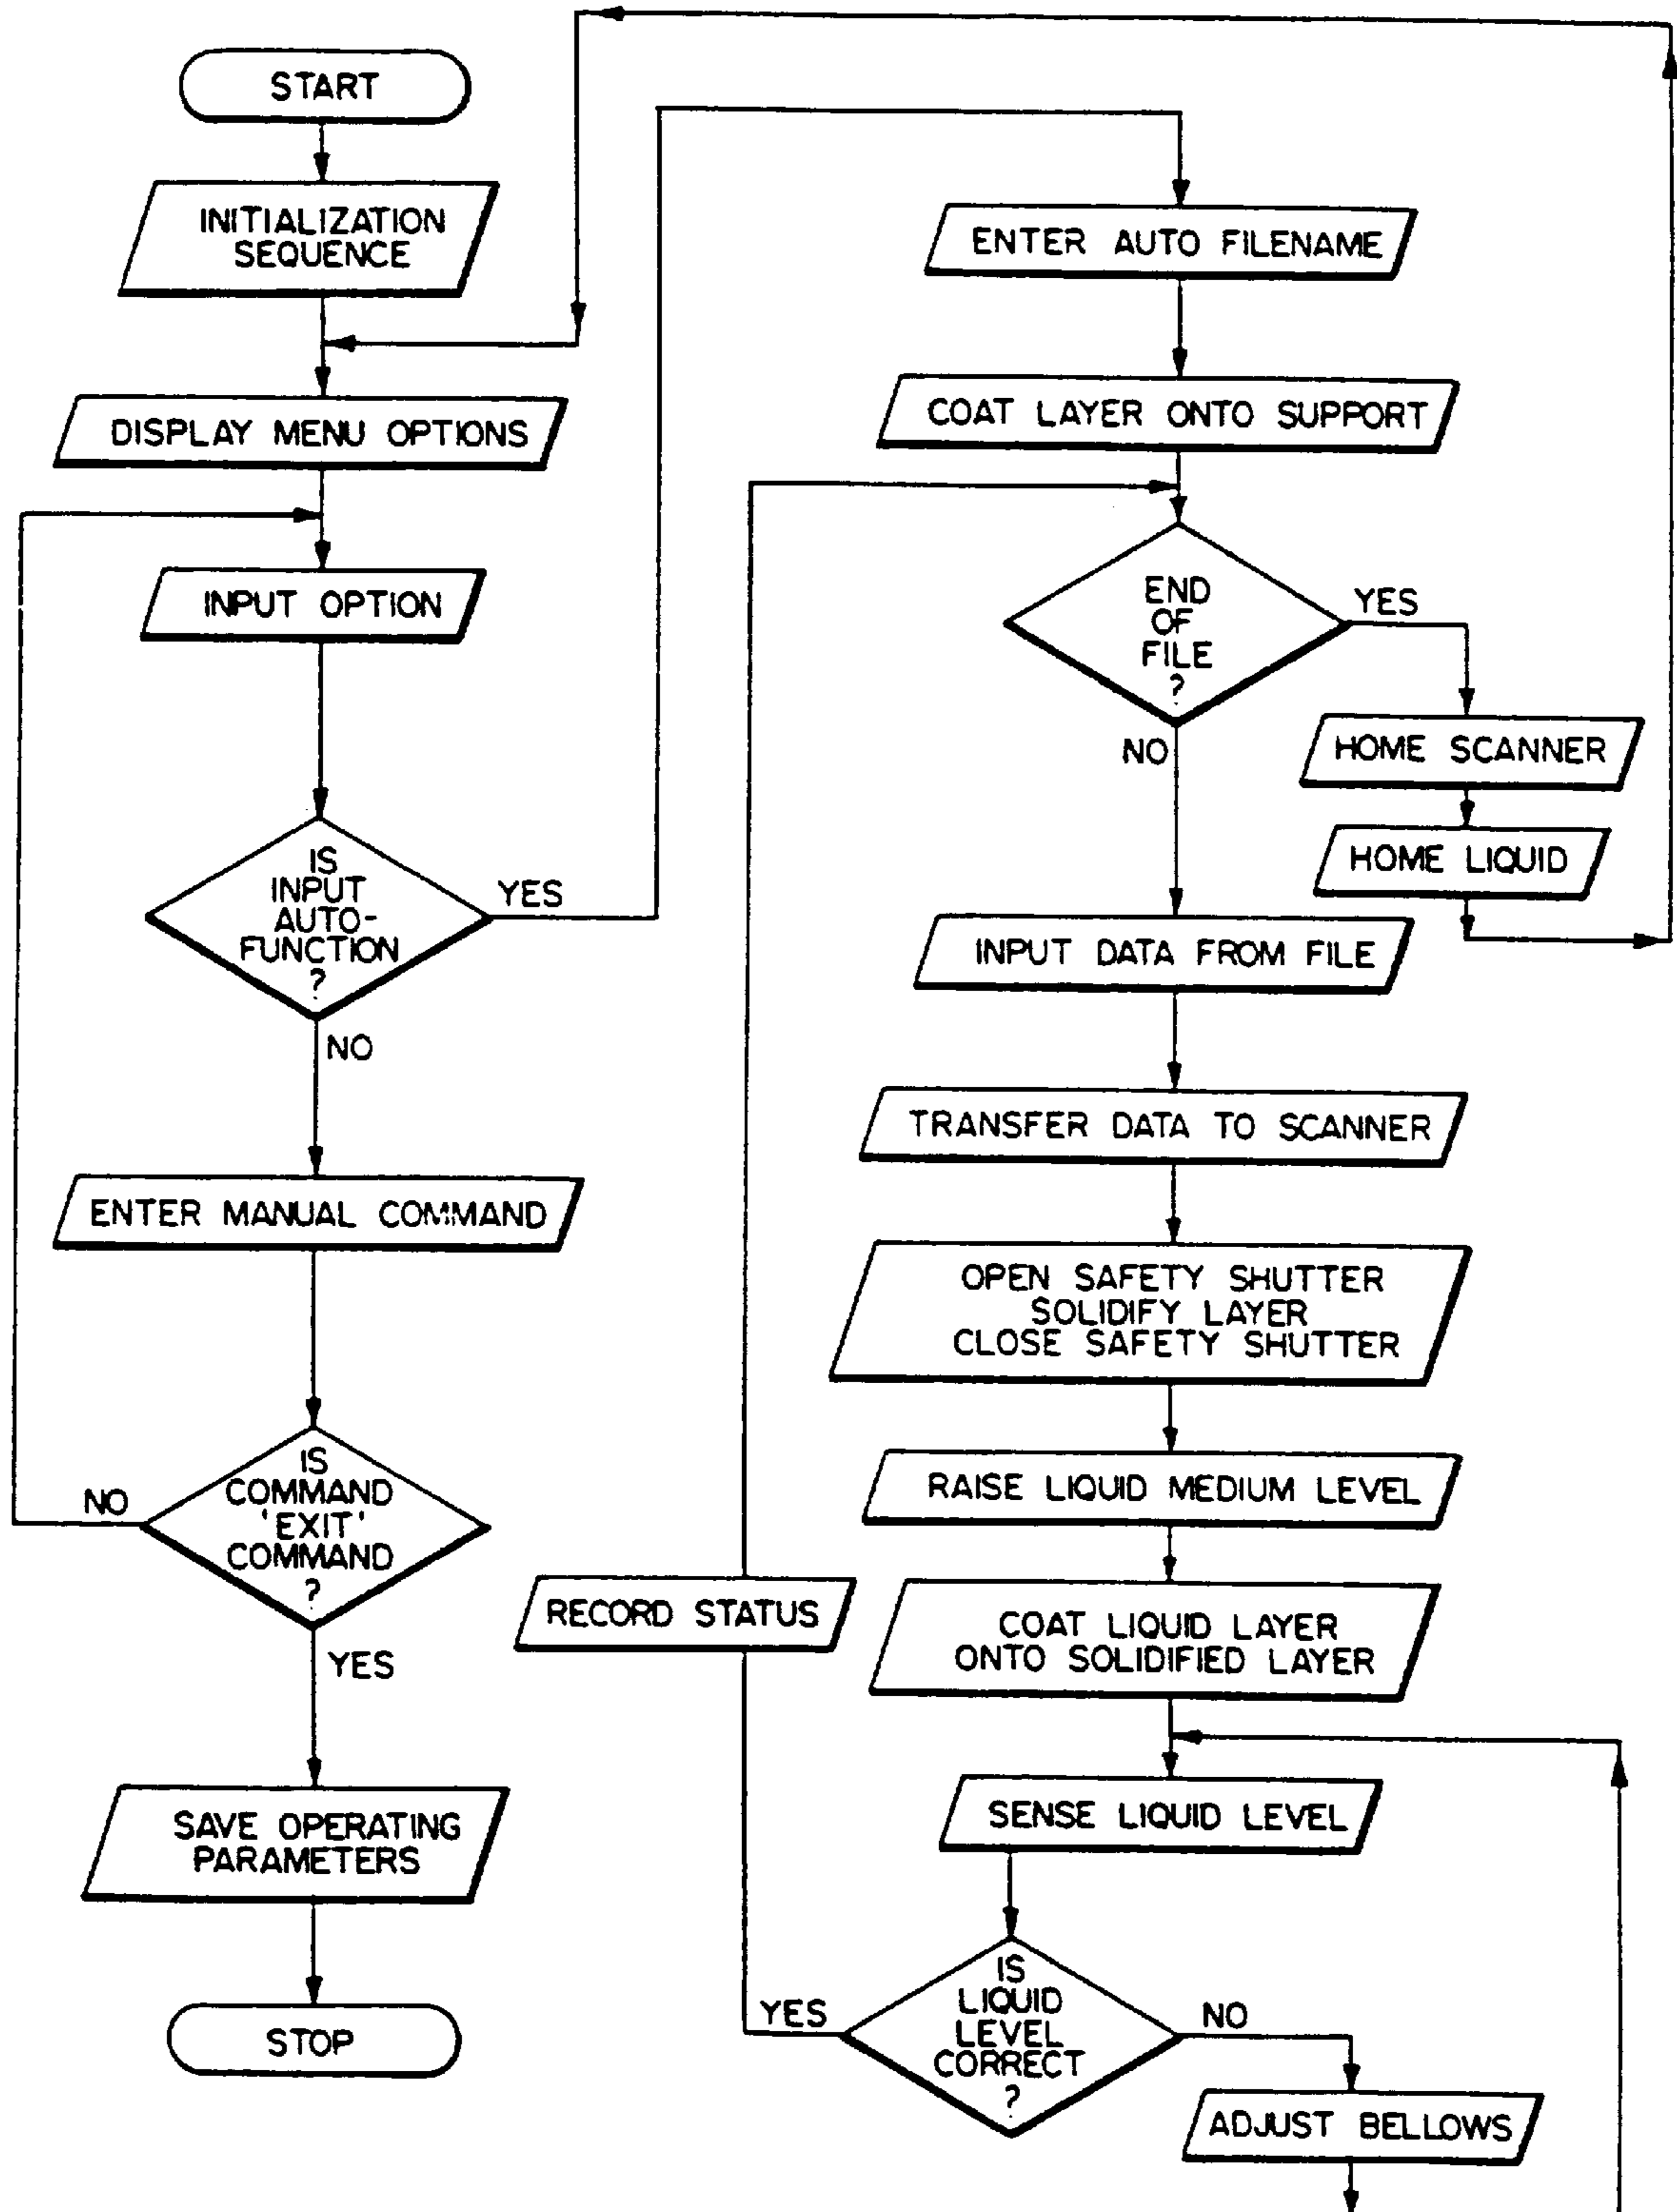 START
INITIALIZATION
SEQUENCE
DISPLAY MENU OPTIONS
INPUT OPTION
IS
INPUT
AUTO-
FUNCTION
?
YES
NO
ENTER MANUAL COMMAND
IS
COMMAND
'EXIT'
COMMAND
?
NO
YES
SAVE OPERATING
PARAMETERS
STOP
ENTER AUTO FILENAME
COAT LAYER ONTO SUPPORT
END
OF
FILE
?
YES
NO
HOME SCANNER
HOME LIQUID
INPUT DATA FROM FILE
TRANSFER DATA TO SCANNER
OPEN SAFETY SHUTTER
SOLIDIFY LAYER
CLOSE SAFETY SHUTTER
RAISE LIQUID MEDIUM LEVEL
COAT LIQUID LAYER
ONTO SOLIDIFIED LAYER
SENSE LIQUID LEVEL
IS
LIQUID
LEVEL
CORRECT
?
YES
NO
RECORD STATUS
ADJUST BELLOWS